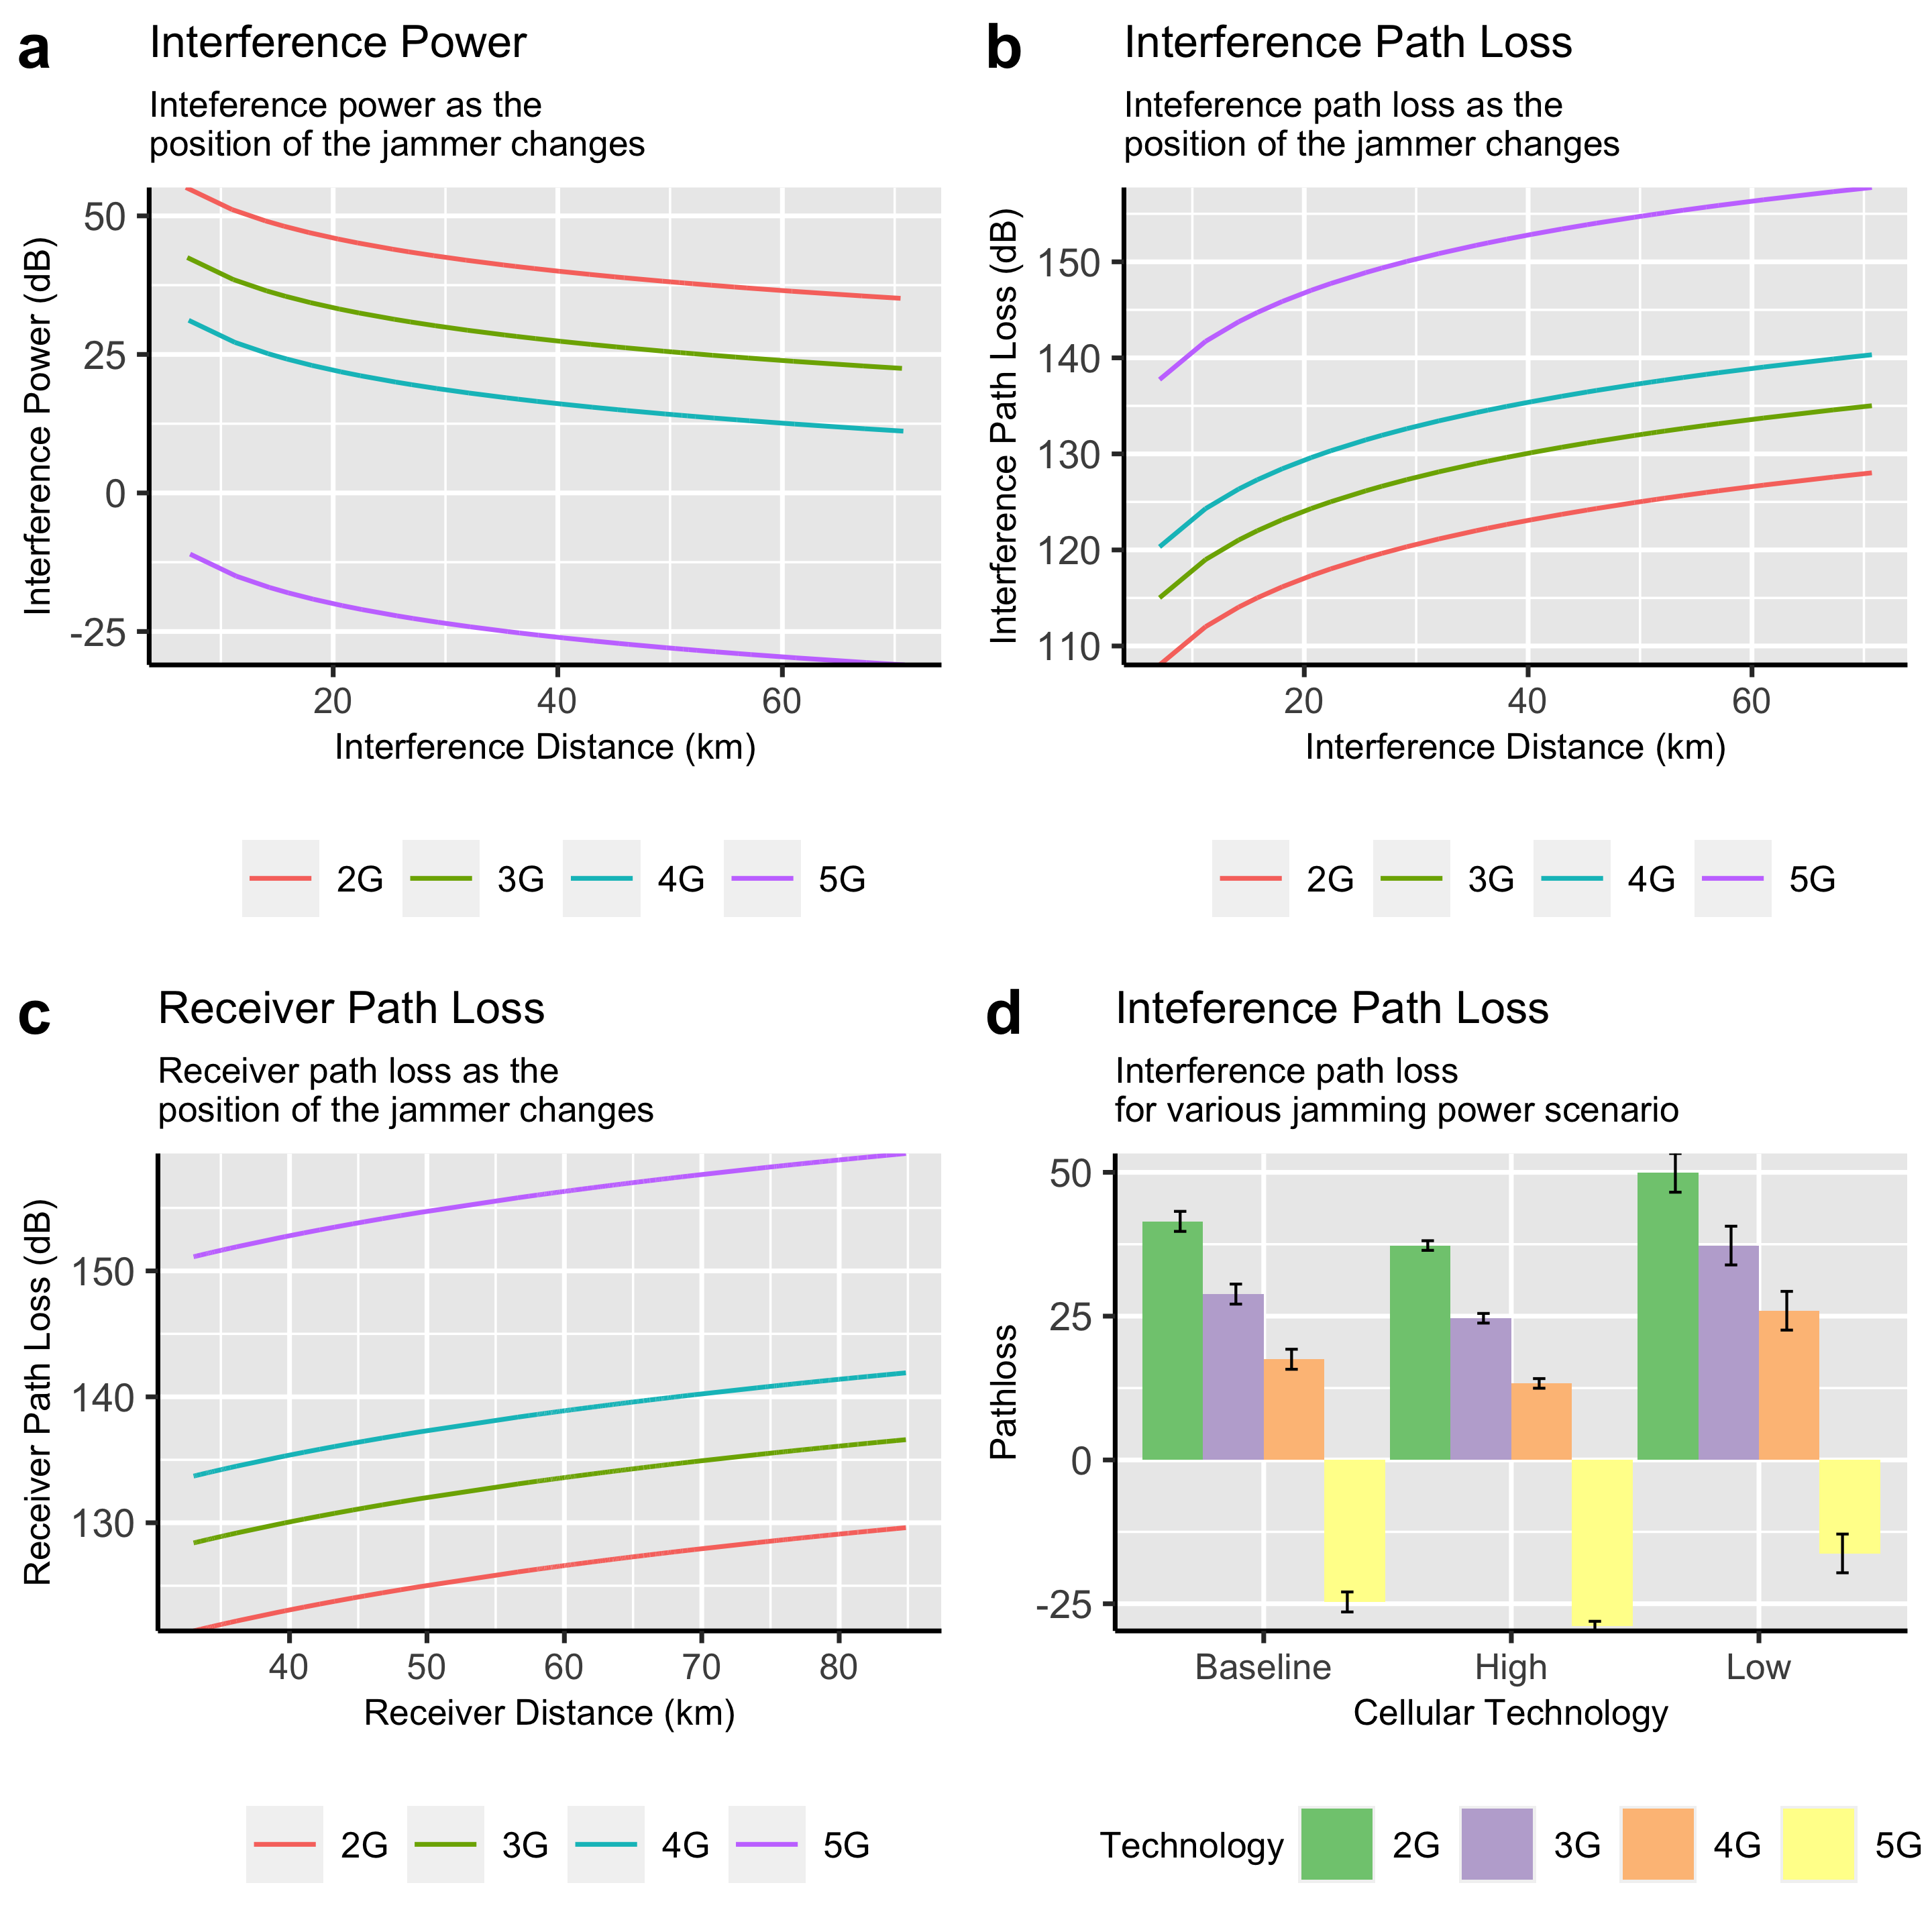 a
Interference Power
Inteference power as the
position of the jammer changes
Interference Power (dB)
50
25
0
-25
20 40 60
Interference Distance (km)
2G 3G 4G 5G
b
Interference Path Loss
Inteference path loss as the
position of the jammer changes
Interference Path Loss (dB)
150
140
130
120
110
20 40 60
Interference Distance (km)
2G 3G 4G 5G
c
Receiver Path Loss
Receiver path loss as the
position of the jammer changes
Receiver Path Loss (dB)
150
140
130
40 50 60 70 80
Receiver Distance (km)
2G 3G 4G 5G
d
Inteference Path Loss
Interference path loss
for various jamming power scenario
Pathloss
50
25
0
-25
Baseline High Low
Cellular Technology
Technology 2G 3G 4G 5G